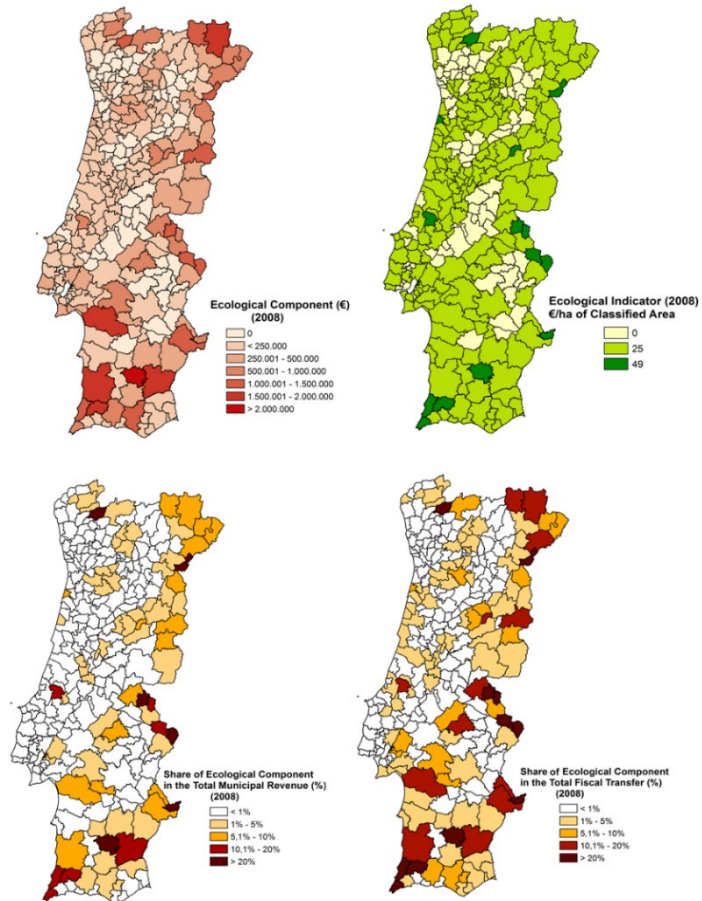 Ecological Component (€)
(2008)
0
< 250.000
250.001 - 500.000
500.001 - 1.000.000
1.000.001 - 1.500.000
1.500.001 - 2.000.000
> 2.000.000
Ecological Indicator (2008)
€/ha of Classified Area
0
25
49
Share of Ecological Component
in the Total Municipal Revenue (%)
(2008)
< 1%
1% - 5%
5,1% - 10%
10,1% - 20%
> 20%
Share of Ecological Component
in the Total Fiscal Transfer (%)
(2008)
< 1%
1% - 5%
5,1% - 10%
10,1% - 20%
> 20%